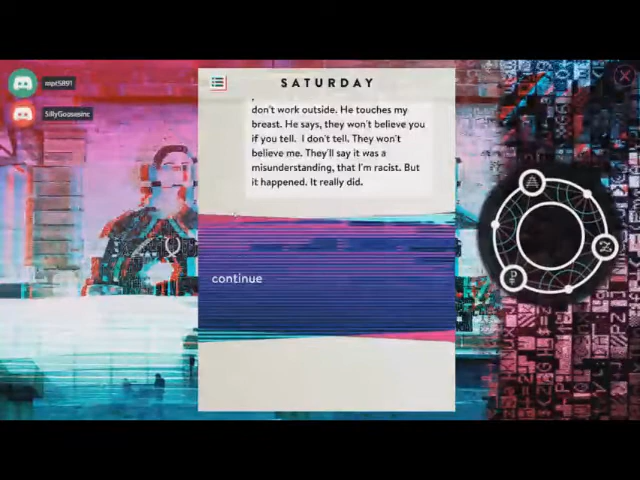 mpt5891
SillyGooseinc
SATURDAY
don't work outside. He touches my
breast. He says, they won't believe you
if you tell. I don't tell. They won't
believe me. They'll say it was a
misunderstanding, that I'm racist. But
it happened. It really did.
continue